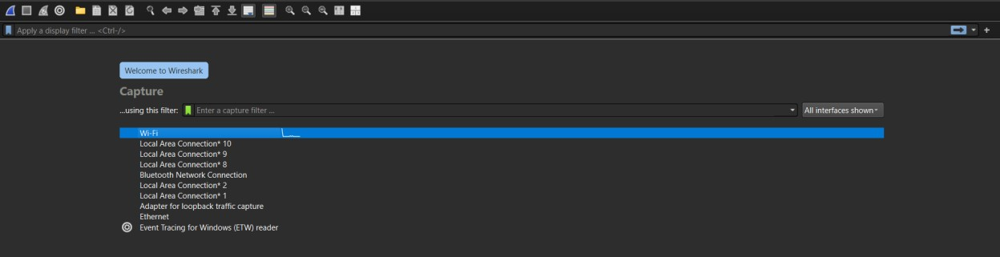 Apply a display filter ... <Ctrl-/>
Welcome to Wireshark
Capture
...using this filter: Enter a capture filter ... All interfaces shown
Wi-Fi
Local Area Connection* 10
Local Area Connection* 9
Local Area Connection* 8
Bluetooth Network Connection
Local Area Connection* 2
Local Area Connection* 1
Adapter for loopback traffic capture
Ethernet
Event Tracing for Windows (ETW) reader